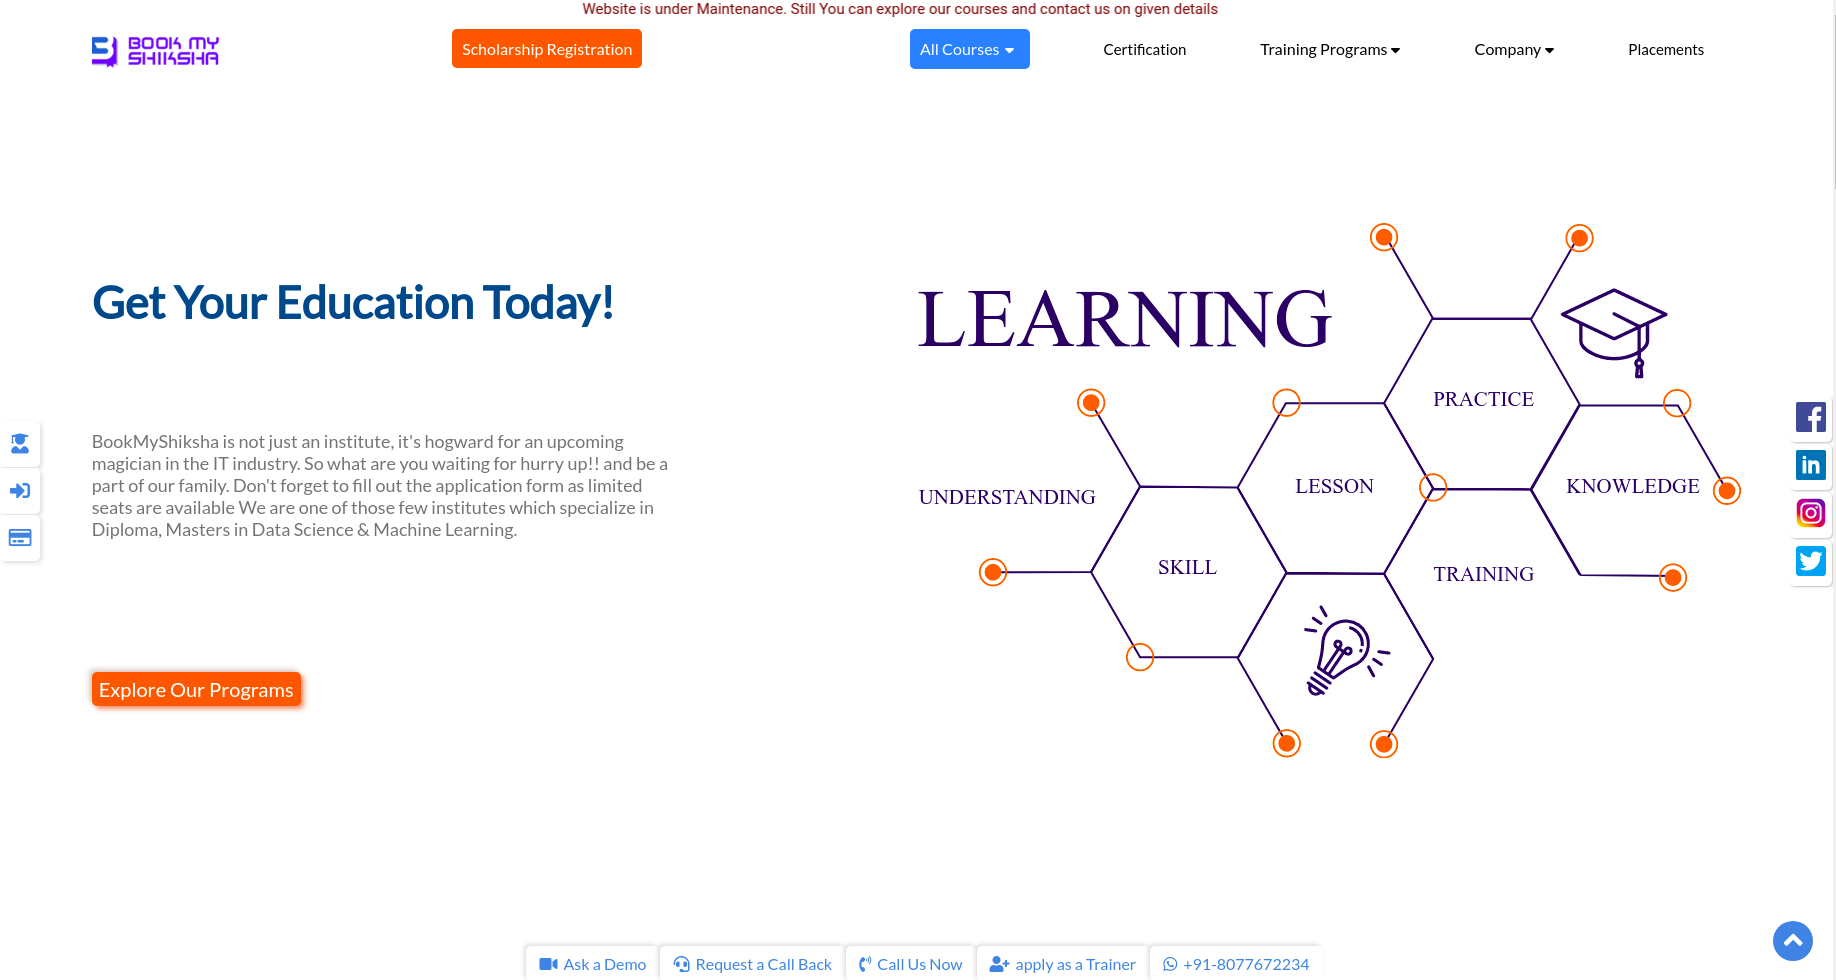 Website is under Maintenance. Still You can explore our courses and contact us on given details
BOOK MY
SHIKSHA
Scholarship Registration
All Courses
Certification
Training Programs
Company
Placements
Get Your Education Today!
BookMyShiksha is not just an institute, it's hogward for an upcoming
magician in the IT industry. So what are you waiting for hurry up!! and be a
part of our family. Don't forget to fill out the application form as limited
seats are available We are one of those few institutes which specialize in
Diploma, Masters in Data Science & Machine Learning.
Explore Our Programs
LEARNING
PRACTICE
UNDERSTANDING
LESSON
KNOWLEDGE
SKILL
TRAINING
Ask a Demo
Request a Call Back
Call Us Now
apply as a Trainer
+91-8077672234